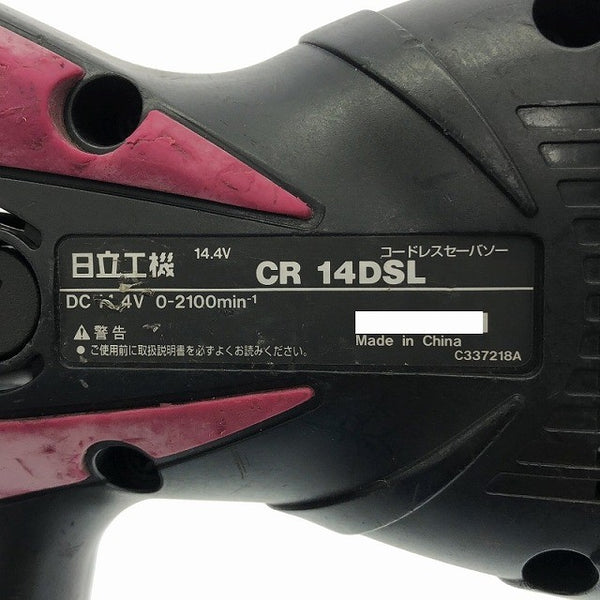 コードレスセーバソー
日立工機 14.4V CR 14DSL
DC 4V 0-2100min⁻¹
警告
● ご使用前に取扱説明書を必ずよくお読みください。
Made in China
C337218A